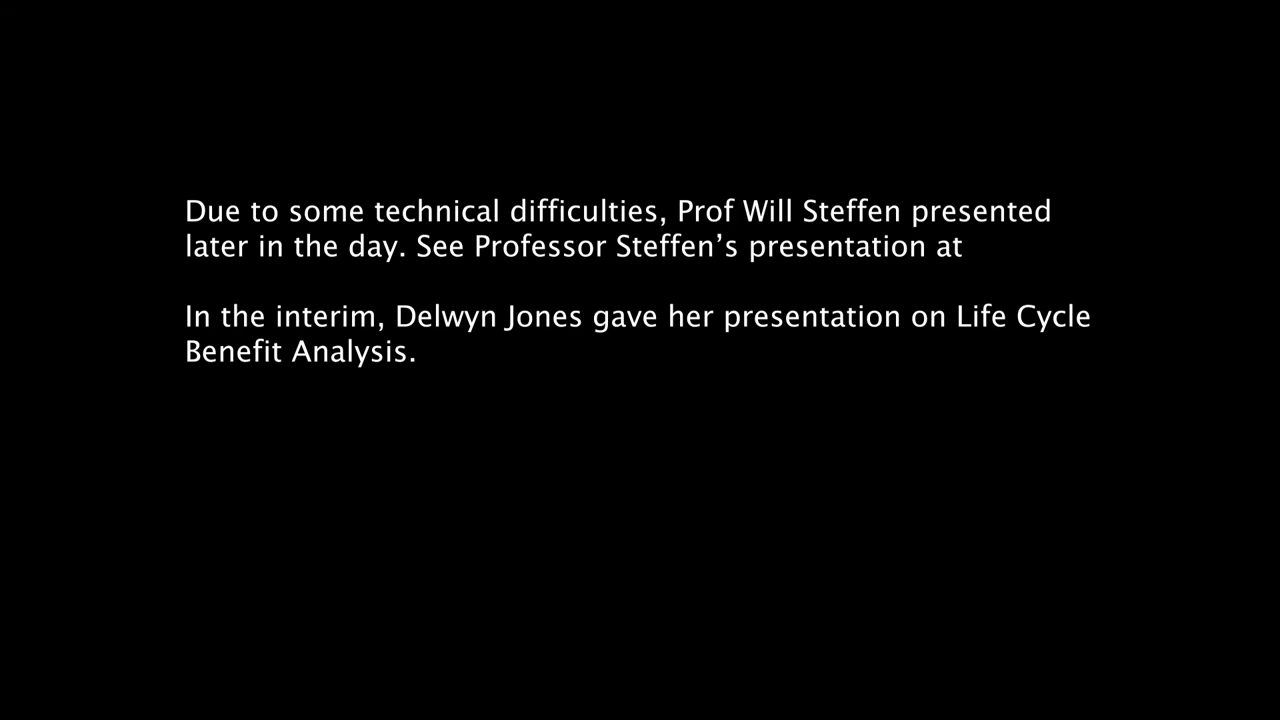 Due to some technical difficulties, Prof Will Steffen presented
later in the day. See Professor Steffen’s presentation at
In the interim, Delwyn Jones gave her presentation on Life Cycle
Benefit Analysis.